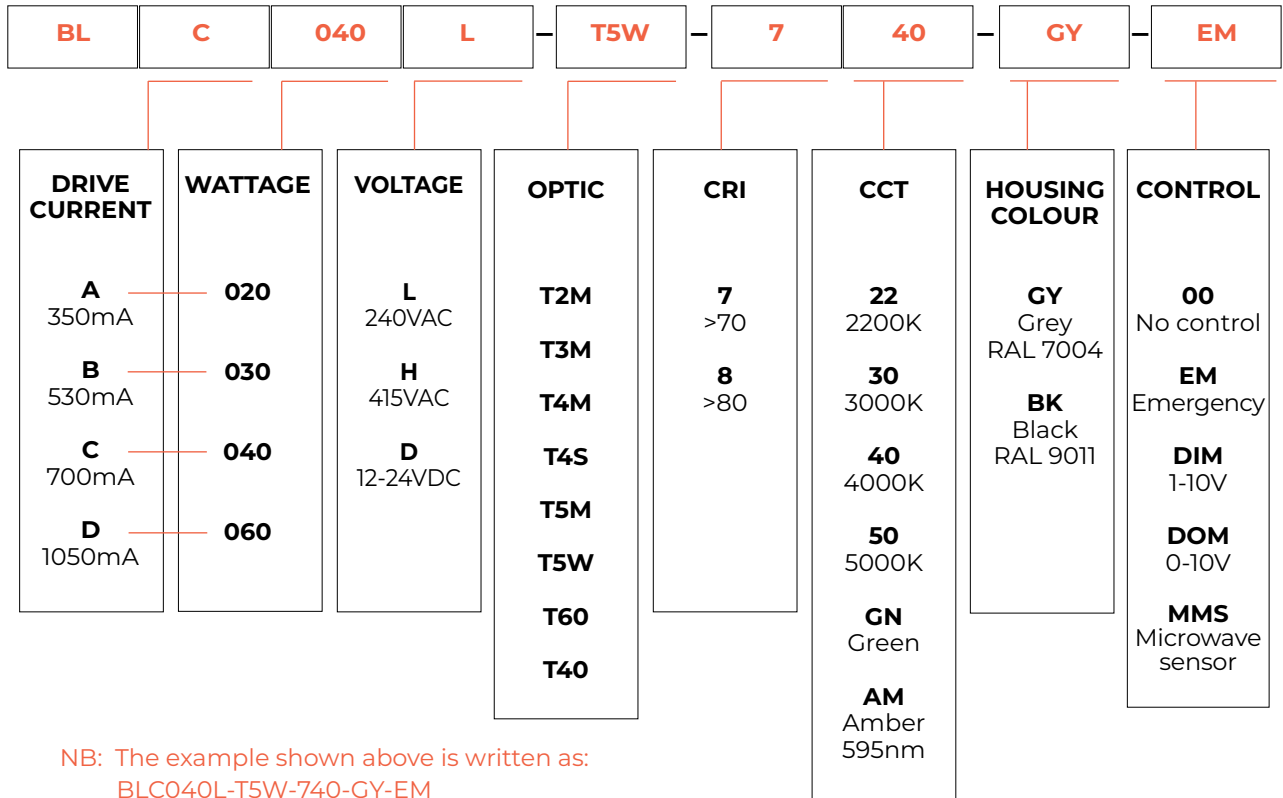 BL C 040 L – T5W – 7 40 – GY – EM
DRIVE
CURRENT
A
350mA
B
530mA
C
700mA
D
1050mA
WATTAGE
020
030
040
060
VOLTAGE
L
240VAC
H
415VAC
D
12-24VDC
OPTIC
T2M
T3M
T4M
T4S
T5M
T5W
T60
T40
CRI
7
>70
8
>80
CCT
22
2200K
30
3000K
40
4000K
50
5000K
GN
Green
AM
Amber
595nm
HOUSING
COLOUR
GY
Grey
RAL 7004
BK
Black
RAL 9011
CONTROL
00
No control
EM
Emergency
DIM
1-10V
DOM
0-10V
MMS
Microwave
sensor
NB: The example shown above is written as:
BLC040L-T5W-740-GY-EM